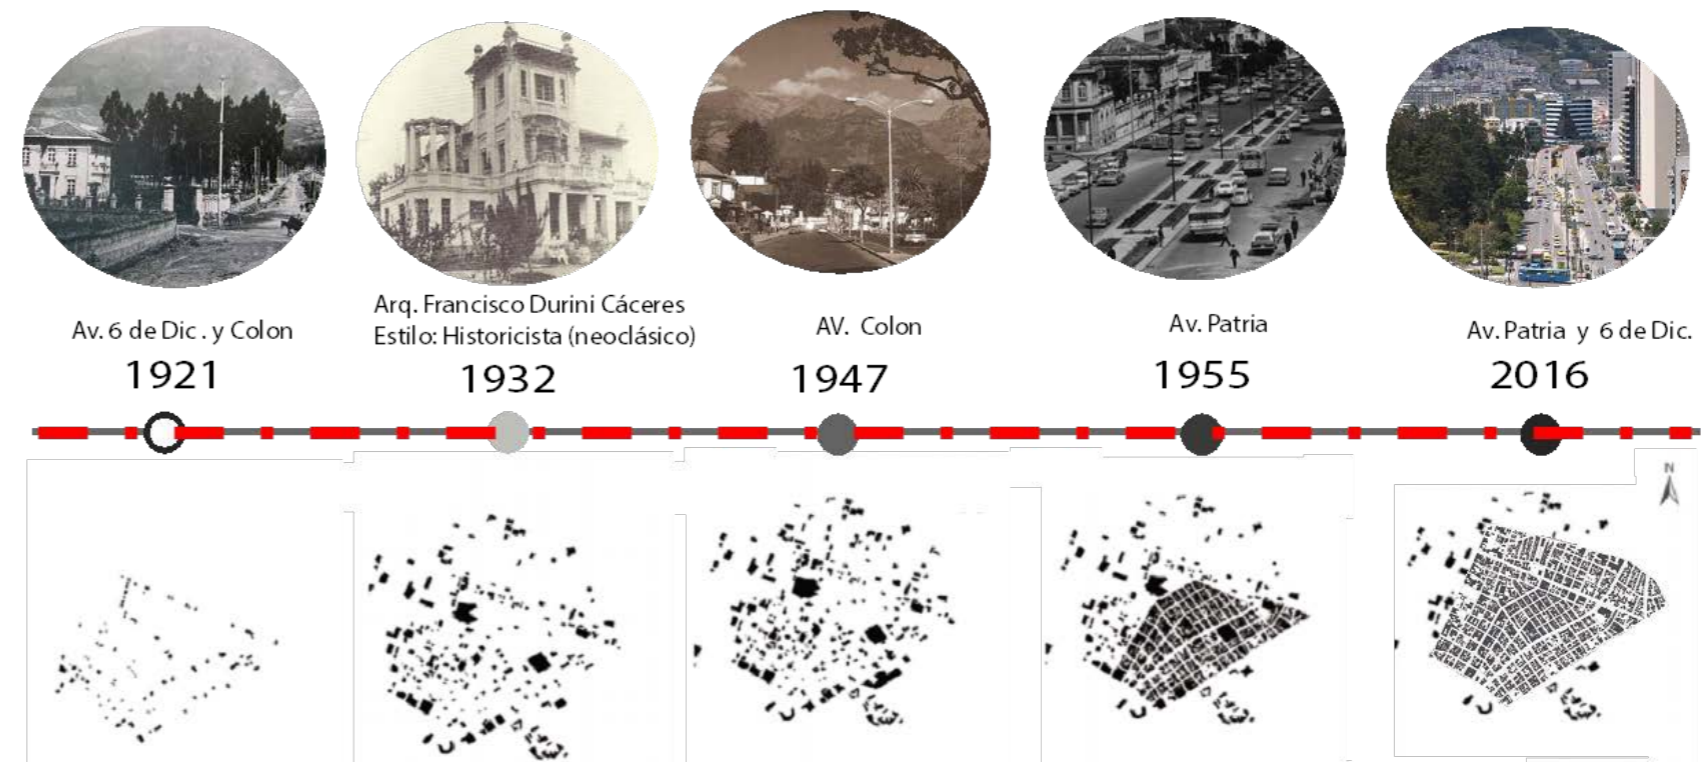 Av. 6 de Dic . y Colon
1921
Arq. Francisco Durini Cáceres
Estilo: Historicista (neoclásico)
1932
AV. Colon
1947
Av. Patria
1955
Av. Patria y 6 de Dic.
2016
N